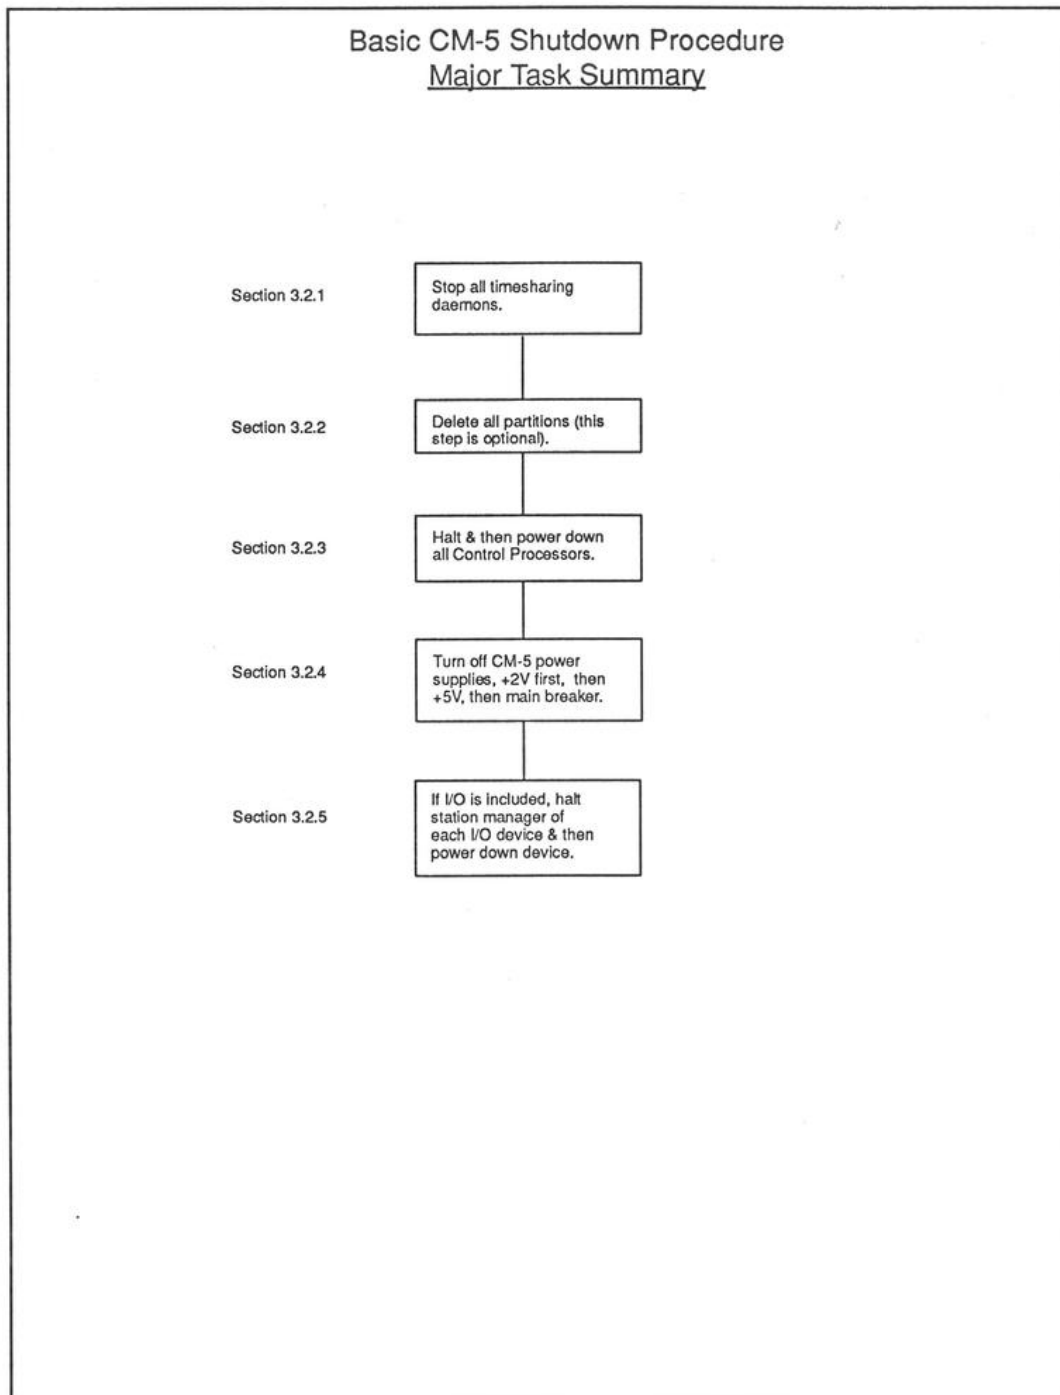 Basic CM-5 Shutdown Procedure
Major Task Summary
Section 3.2.1
Stop all timesharing
daemons.
Section 3.2.2
Delete all partitions (this
step is optional).
Section 3.2.3
Halt & then power down
all Control Processors.
Section 3.2.4
Turn off CM-5 power
supplies, +2V first, then
+5V, then main breaker.
Section 3.2.5
If I/O is included, halt
station manager of
each I/O device & then
power down device.